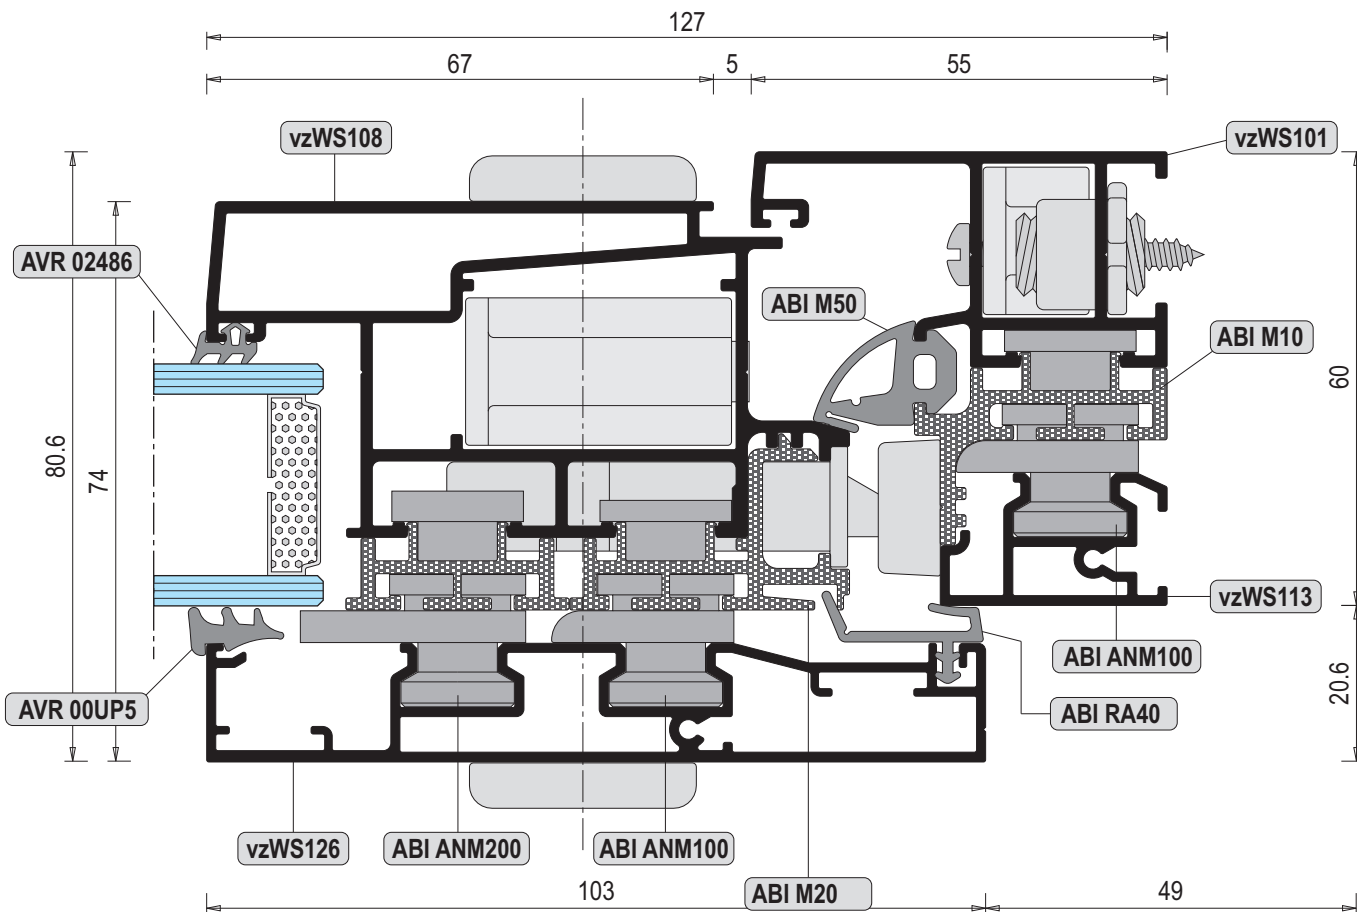 127
67
5
55
vzWS108
vzWS101
AVR 02486
ABI M50
ABI M10
80.6
74
60
vzWS113
ABI ANM100
AVR 00UP5
ABI RA40
20.6
vzWS126
ABI ANM200
ABI ANM100
ABI M20
103
49